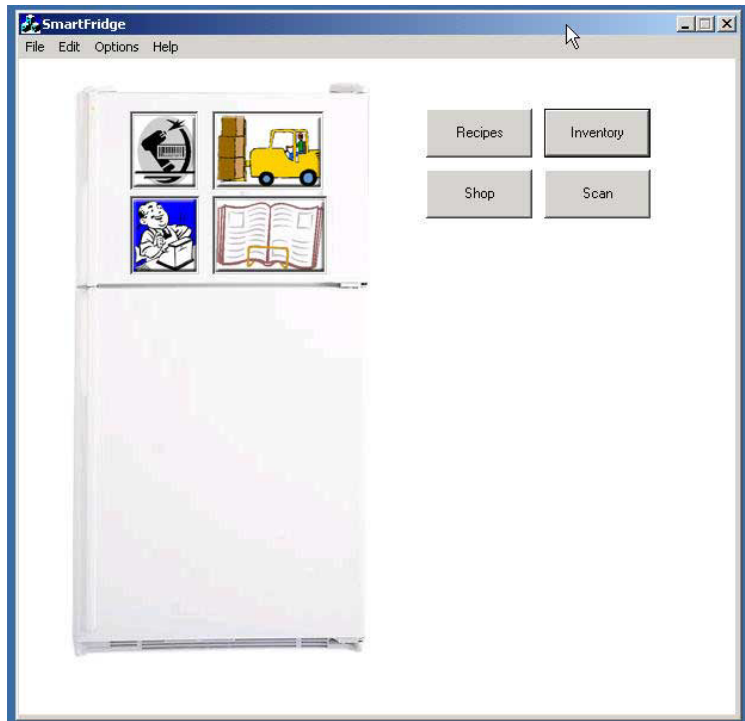 SmartFridge
File Edit Options Help
Recipes Inventory
Shop Scan